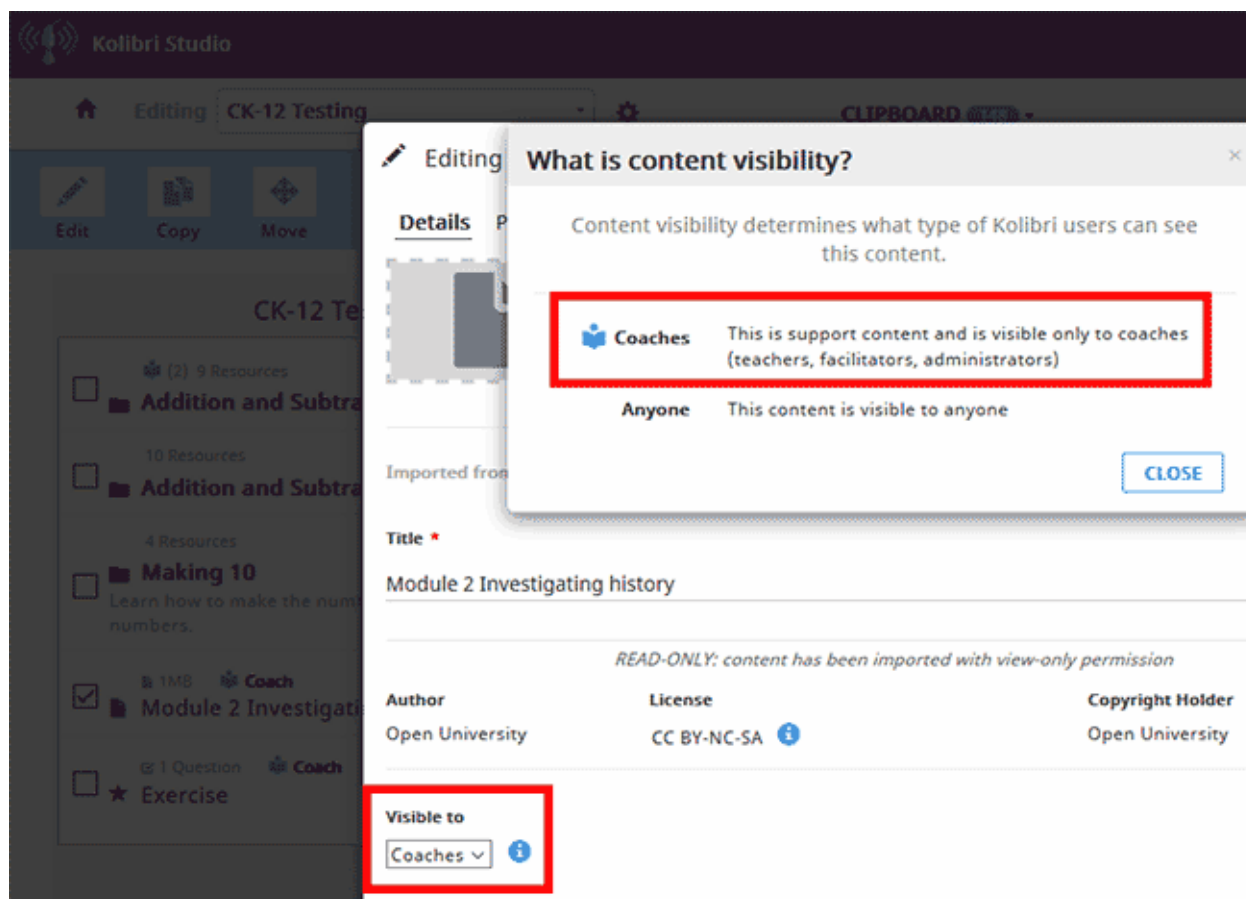 Kolibri Studio
Editing CK-12 Testing
CLIPBOARD
Edit Copy Move
CK-12 Te
(2) 9 Resources
Addition and Subtra
10 Resources
Addition and Subtra
4 Resources
Making 10
Learn how to make the num
numbers.
1MB Coach
Module 2 Investigati
1 Question Coach
Exercise
Editing
Details P
What is content visibility?
×
Content visibility determines what type of Kolibri users can see
this content.
Coaches This is support content and is visible only to coaches
(teachers, facilitators, administrators)
Anyone This content is visible to anyone
CLOSE
Imported from
Title *
Module 2 Investigating history
READ-ONLY: content has been imported with view-only permission
Author License Copyright Holder
Open University CC BY-NC-SA Open University
Visible to
Coaches